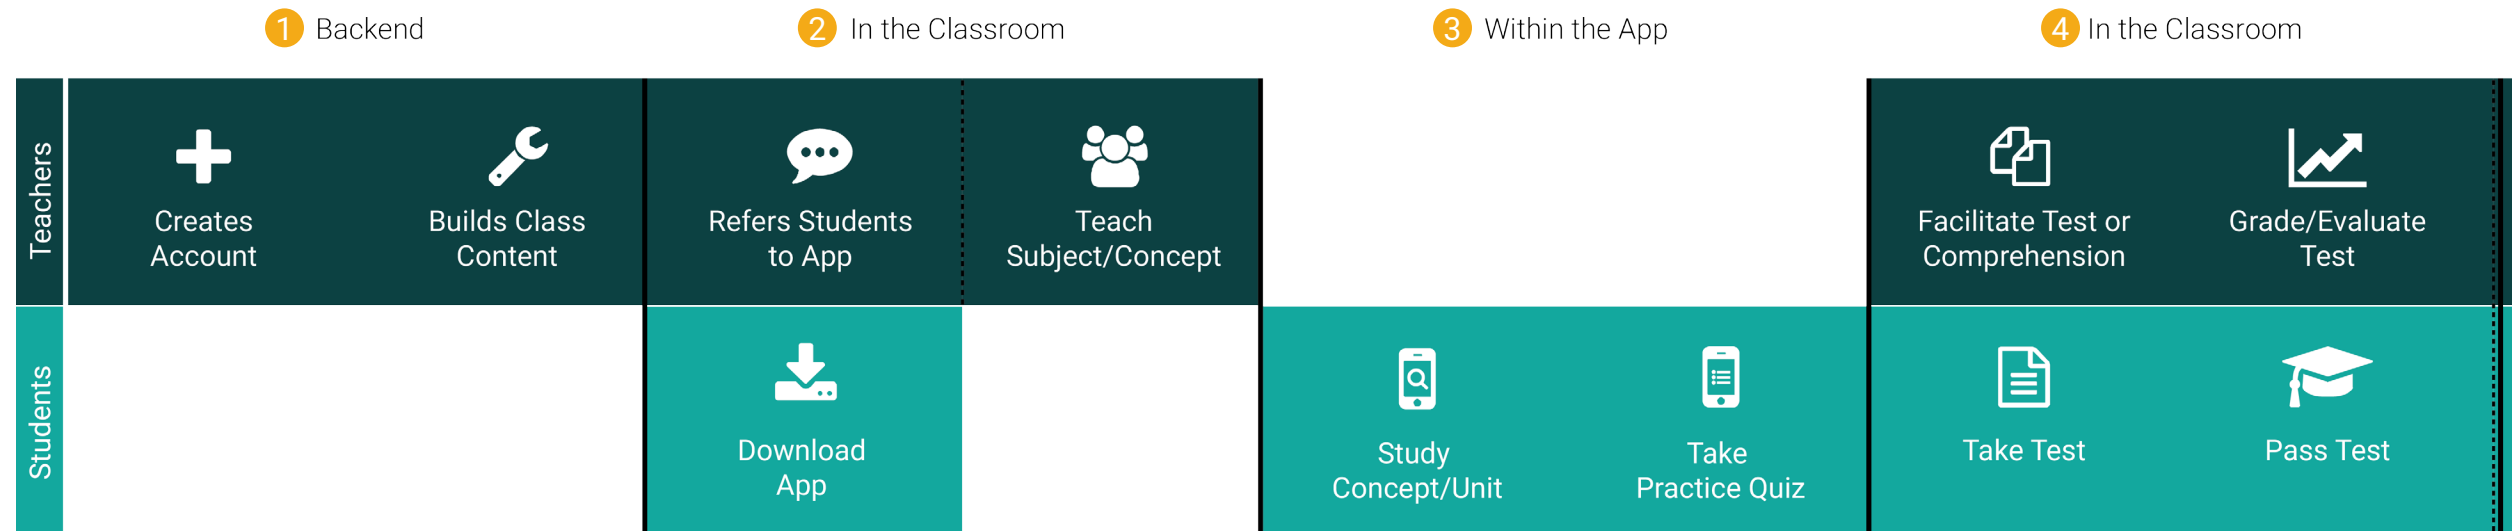 1 Backend
2 In the Classroom
3 Within the App
4 In the Classroom
Teachers
Creates
Account
Builds Class
Content
Refers Students
to App
Teach
Subject/Concept
Facilitate Test or
Comprehension
Grade/Evaluate
Test
Students
Download
App
Study
Concept/Unit
Take
Practice Quiz
Take Test
Pass Test